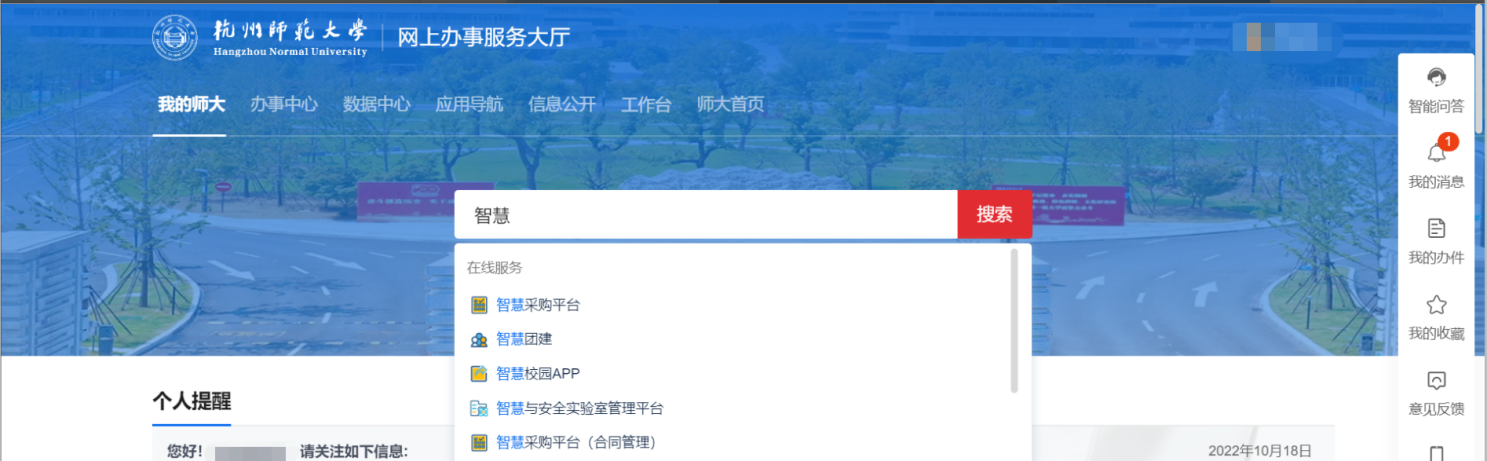 杭州师范大学
Hangzhou Normal University
网上办事服务大厅
我的师大 办事中心 数据中心 应用导航 信息公开 工作台 师大首页
智慧 搜索
在线服务
智慧采购平台
智慧团建
智慧校园APP
智慧与安全实验室管理平台
智慧采购平台（合同管理）
个人提醒
您好! 请关注如下信息:
2022年10月18日
智能问答
1
我的消息
我的办件
我的收藏
意见反馈